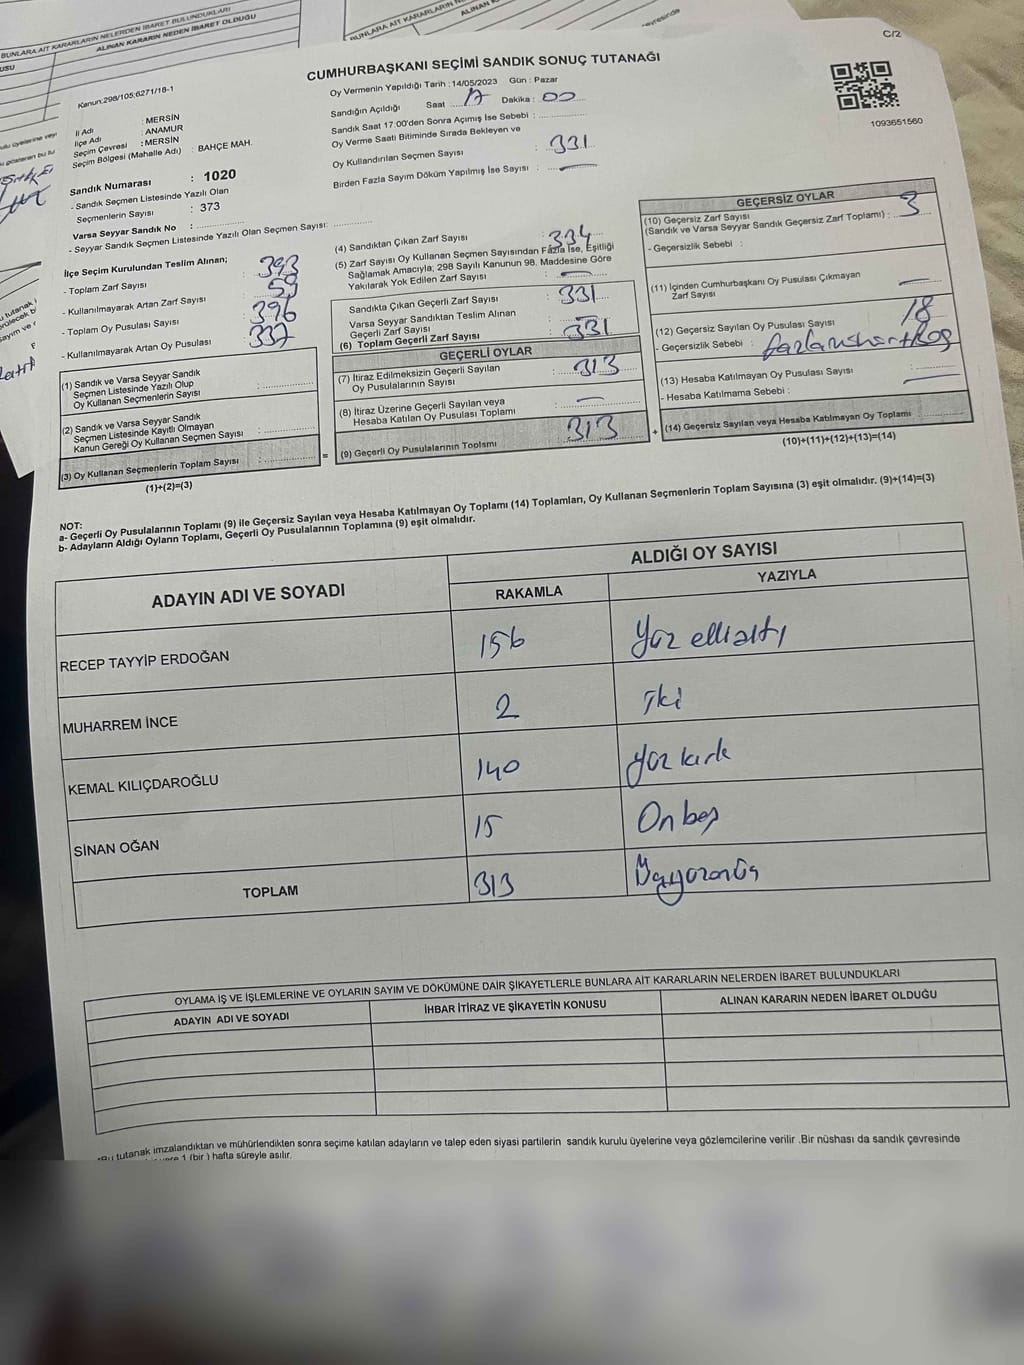 BUNLARA AİT KARARLARIN NELERDEN İBARET BULUNDUKLARI
ALINAN KARARIN NEDEN İBARET OLDUĞU
USU
C/2
CUMHURBAŞKANI SEÇİMİ SANDIK SONUÇ TUTANAĞI
Kanun:298/105;6271/18-1
Oy Vermenin Yapıldığı Tarih : 14/05/2023 Gün : Pazar
Sandığın Açıldığı Saat 17 Dakika : 00
Sandık Saat 17:00'den Sonra Açımış İse Sebebi :
Oy Verme Saati Bitiminde Sırada Bekleyen ve
Oy Kullandırılan Seçmen Sayısı : 331
Birden Fazla Sayım Döküm Yapılmış İse Sayısı : —
1093651560
İl Adı : MERSİN
İlçe Adı : ANAMUR
Seçim Çevresi : MERSİN
Seçim Bölgesi (Mahalle Adı) : BAHÇE MAH.
Sandık Numarası : 1020
- Sandık Seçmen Listesinde Yazılı Olan
Seçmenlerin Sayısı : 373
Varsa Seyyar Sandık No :
- Seyyar Sandık Seçmen Listesinde Yazılı Olan Seçmen Sayısı:
İlçe Seçim Kurulundan Teslim Alınan;
- Toplam Zarf Sayısı : 393
- Kullanılmayarak Artan Zarf Sayısı : 59
- Toplam Oy Pusulası Sayısı : 396
- Kullanılmayarak Artan Oy Pusulası : 337
(1) Sandık ve Varsa Seyyar Sandık
Seçmen Listesinde Yazılı Olup
Oy Kullanan Seçmenlerin Sayısı :
(2) Sandık ve Varsa Seyyar Sandık
Seçmen Listesinde Kayıtlı Olmayan
Kanun Gereği Oy Kullanan Seçmen Sayısı :
(3) Oy Kullanan Seçmenlerin Toplam Sayısı :
(1)+(2)=(3)
=
(4) Sandıktan Çıkan Zarf Sayısı : 334
(5) Zarf Sayısı Oy Kullanan Seçmen Sayısından Fazla İse, Eşitliği
Sağlamak Amacıyla; 298 Sayılı Kanunun 98. Maddesine Göre
Yakılarak Yok Edilen Zarf Sayısı : —
Sandıkta Çıkan Geçerli Zarf Sayısı : 331
Varsa Seyyar Sandıktan Teslim Alınan
Geçerli Zarf Sayısı : —
(6) Toplam Geçerli Zarf Sayısı : 331
GEÇERLİ OYLAR
(7) İtiraz Edilmeksizin Geçerli Sayılan
Oy Pusulalarının Sayısı : 313
(8) İtiraz Üzerine Geçerli Sayılan veya
Hesaba Katılan Oy Pusulası Toplamı : —
(9) Geçerli Oy Pusulalarının Toplamı : 313
+
GEÇERSİZ OYLAR
(10) Geçersiz Zarf Sayısı
(Sandık ve Varsa Seyyar Sandık Geçersiz Zarf Toplamı) : 3
- Geçersizlik Sebebi :
(11) İçinden Cumhurbaşkanı Oy Pusulası Çıkmayan
Zarf Sayısı : —
(12) Geçersiz Sayılan Oy Pusulası Sayısı : 18
- Geçersizlik Sebebi :
(13) Hesaba Katılmayan Oy Pusulası Sayısı : —
- Hesaba Katılmama Sebebi :
(14) Geçersiz Sayılan veya Hesaba Katılmayan Oy Toplamı
(10)+(11)+(12)+(13)=(14)
NOT:
a- Geçerli Oy Pusulalarının Toplamı (9) ile Geçersiz Sayılan veya Hesaba Katılmayan Oy Toplamı (14) Toplamları, Oy Kullanan Seçmenlerin Toplam Sayısına (3) eşit olmalıdır. (9)+(14)=(3)
b- Adayların Aldığı Oyların Toplamı, Geçerli Oy Pusulalarının Toplamına (9) eşit olmalıdır.
ADAYIN ADI VE SOYADI
ALDIĞI OY SAYISI
RAKAMLA YAZIYLA
RECEP TAYYİP ERDOĞAN 156 Yüz elli altı
MUHARREM İNCE 2 İki
KEMAL KILIÇDAROĞLU 140 Yüz kırk
SİNAN OĞAN 15 On beş
TOPLAM 313 Üçyüzonüç
OYLAMA İŞ VE İŞLEMLERİNE VE OYLARIN SAYIM VE DÖKÜMÜNE DAİR ŞİKAYETLERLE BUNLARA AİT KARARLARIN NELERDEN İBARET BULUNDUKLARI
ADAYIN ADI VE SOYADI İHBAR İTİRAZ VE ŞİKAYETİN KONUSU ALINAN KARARIN NEDEN İBARET OLDUĞU
*Bu tutanak imzalandıktan ve mühürlendikten sonra seçime katılan adayların ve talep eden siyasi partilerin sandık kurulu üyelerine veya gözlemcilerine verilir .Bir nüshası da sandık çevresinde
1 (bir ) hafta süreyle asılır.